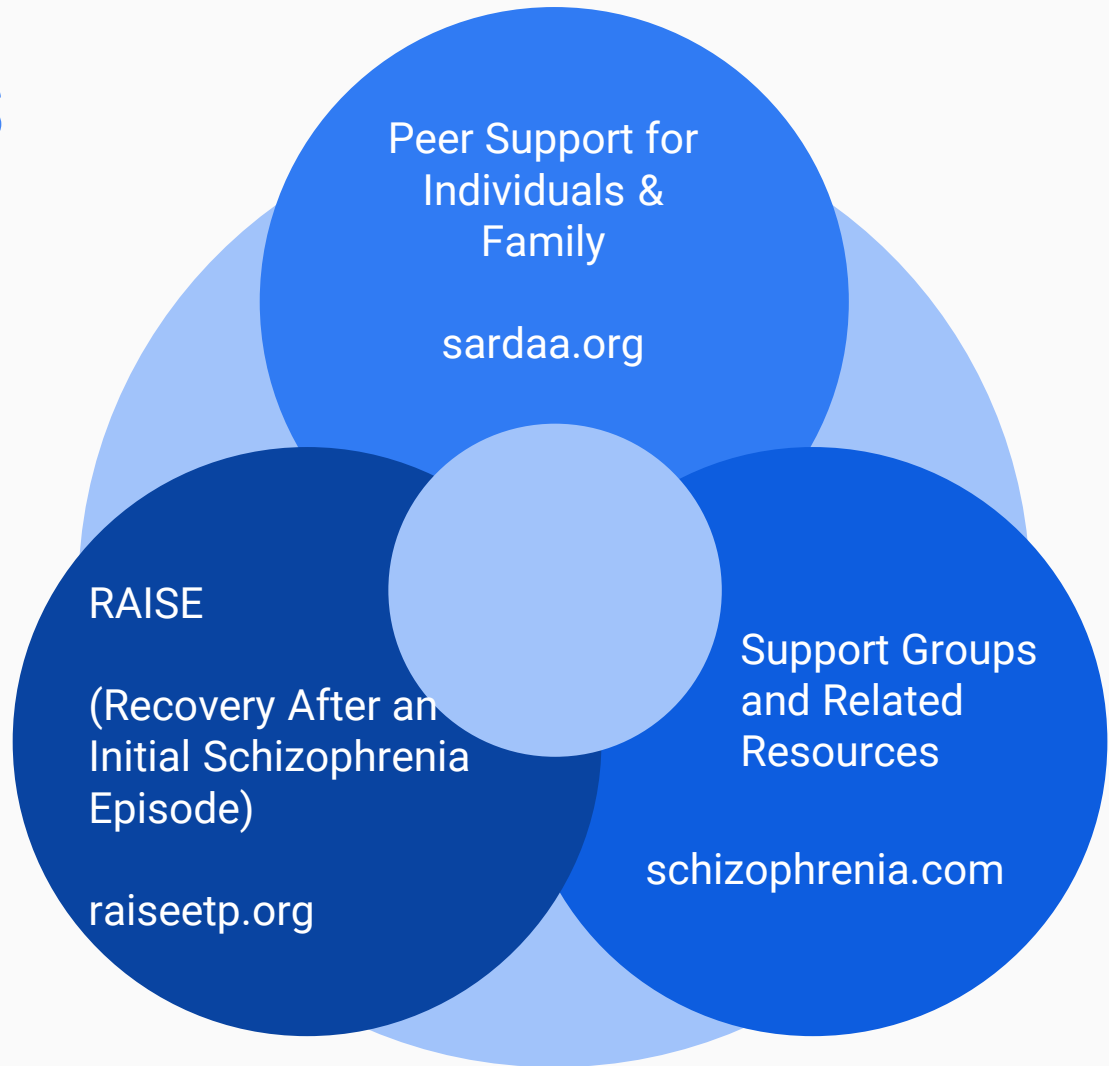 Peer Support for
Individuals &
Family
sardaa.org
RAISE
(Recovery After an
Initial Schizophrenia
Episode)
raiseetp.org
Support Groups
and Related
Resources
schizophrenia.com